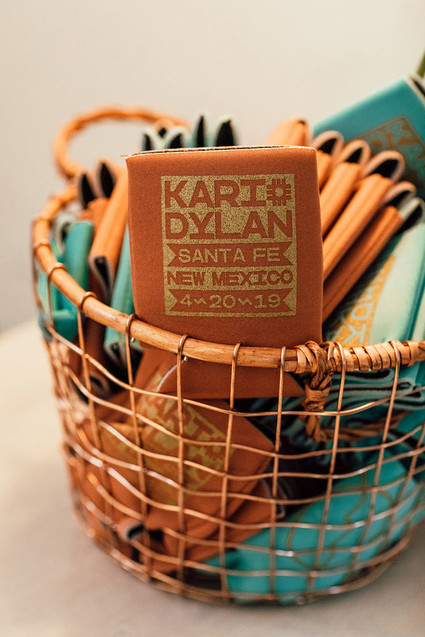 KARI
DYLAN
SANTA FE
NEW MEXICO
4~20~19